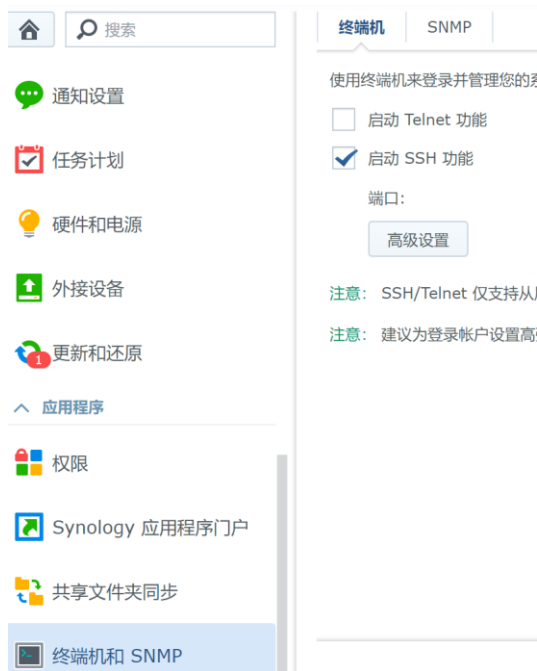 搜索
通知设置
任务计划
硬件和电源
外接设备
1
更新和还原
应用程序
权限
Synology 应用程序门户
共享文件夹同步
终端机和 SNMP
终端机
SNMP
使用终端机来登录并管理您的系
启动 Telnet 功能
启动 SSH 功能
端口：
高级设置
注意： SSH/Telnet 仅支持从
注意： 建议为登录帐户设置高